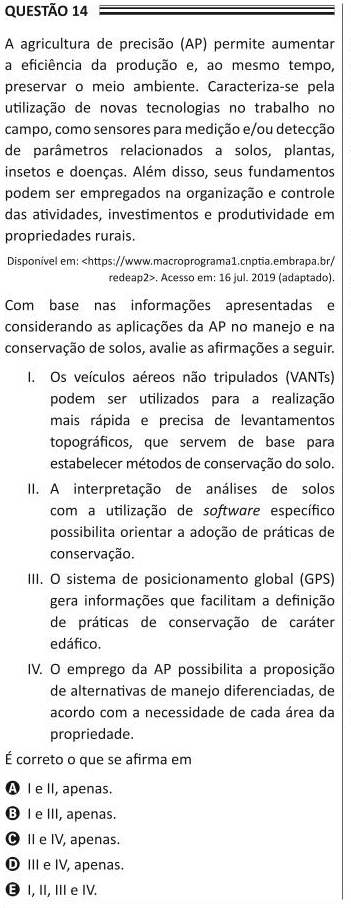 QUESTÃO 14
A agricultura de precisão (AP) permite aumentar
a eficiência da produção e, ao mesmo tempo,
preservar o meio ambiente. Caracteriza-se pela
utilização de novas tecnologias no trabalho no
campo, como sensores para medição e/ou detecção
de parâmetros relacionados a solos, plantas,
insetos e doenças. Além disso, seus fundamentos
podem ser empregados na organização e controle
das atividades, investimentos e produtividade em
propriedades rurais.
Disponível em: <https://www.macroprograma1.cnptia.embrapa.br/
redeap2>. Acesso em: 16 jul. 2019 (adaptado).
Com base nas informações apresentadas e
considerando as aplicações da AP no manejo e na
conservação de solos, avalie as afirmações a seguir.
I. Os veículos aéreos não tripulados (VANTs)
podem ser utilizados para a realização
mais rápida e precisa de levantamentos
topográficos, que servem de base para
estabelecer métodos de conservação do solo.
II. A interpretação de análises de solos
com a utilização de software específico
possibilita orientar a adoção de práticas de
conservação.
III. O sistema de posicionamento global (GPS)
gera informações que facilitam a definição
de práticas de conservação de caráter
edáfico.
IV. O emprego da AP possibilita a proposição
de alternativas de manejo diferenciadas, de
acordo com a necessidade de cada área da
propriedade.
É correto o que se afirma em
A I e II, apenas.
B I e III, apenas.
C II e IV, apenas.
D III e IV, apenas.
E I, II, III e IV.